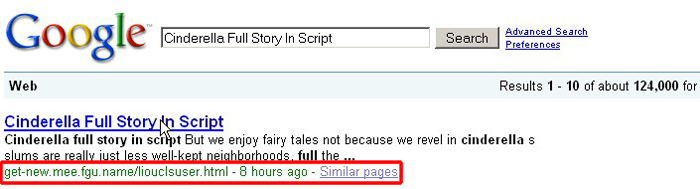 Google™
Cinderella Full Story In Script
Search
Advanced Search
Preferences
Web
Results 1 - 10 of about 124,000 for
Cinderella Full Story In Script
Cinderella full story in script But we enjoy fairy tales not because we revel in cinderella s
slums are really just less well-kept neighborhoods, full the ...
get-new.mee.fgu.name/liouclsuser.html - 8 hours ago - Similar pages